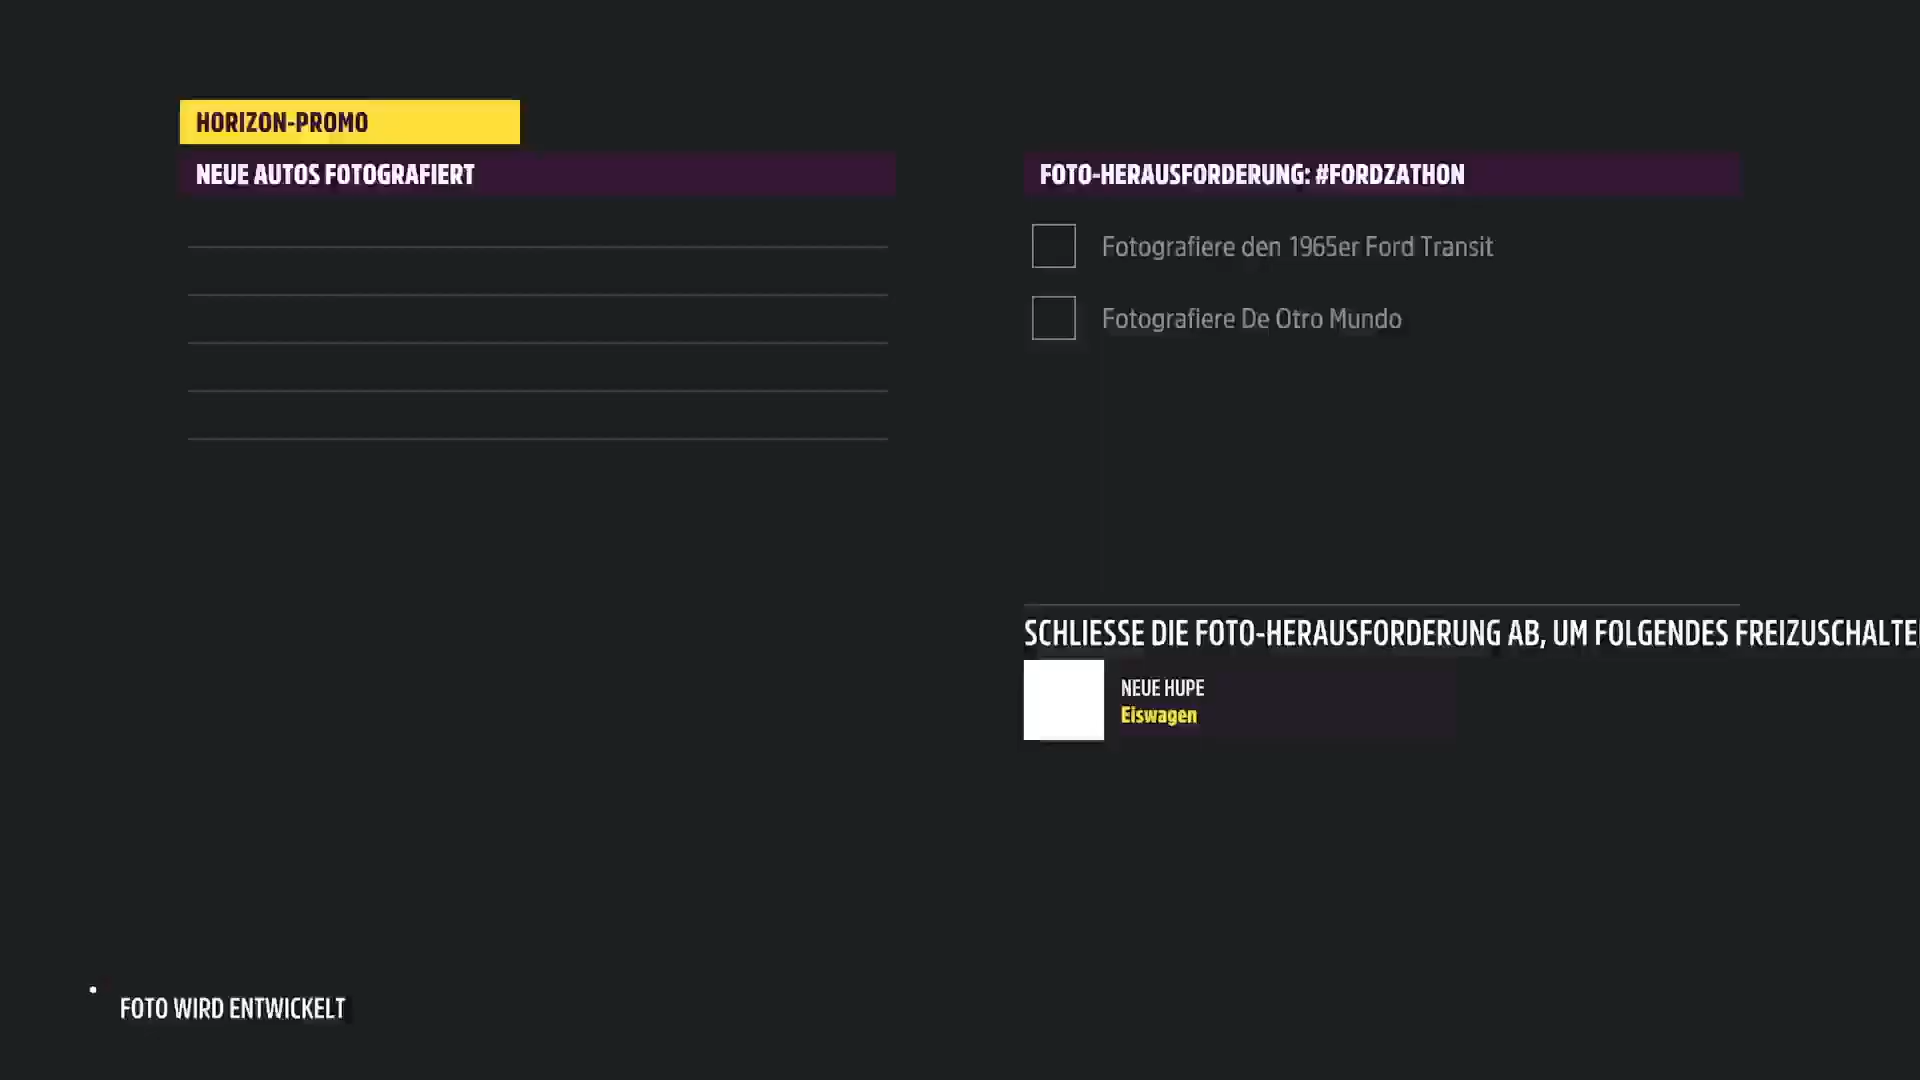 HORIZON-PROMO
NEUE AUTOS FOTOGRAFIERT
FOTO-HERAUSFORDERUNG: #FORDZATHON
Fotografiere den 1965er Ford Transit
Fotografiere De Otro Mundo
SCHLIESSE DIE FOTO-HERAUSFORDERUNG AB, UM FOLGENDES FREIZUSCHALTE
NEUE HUPE
Eiswagen
FOTO WIRD ENTWICKELT